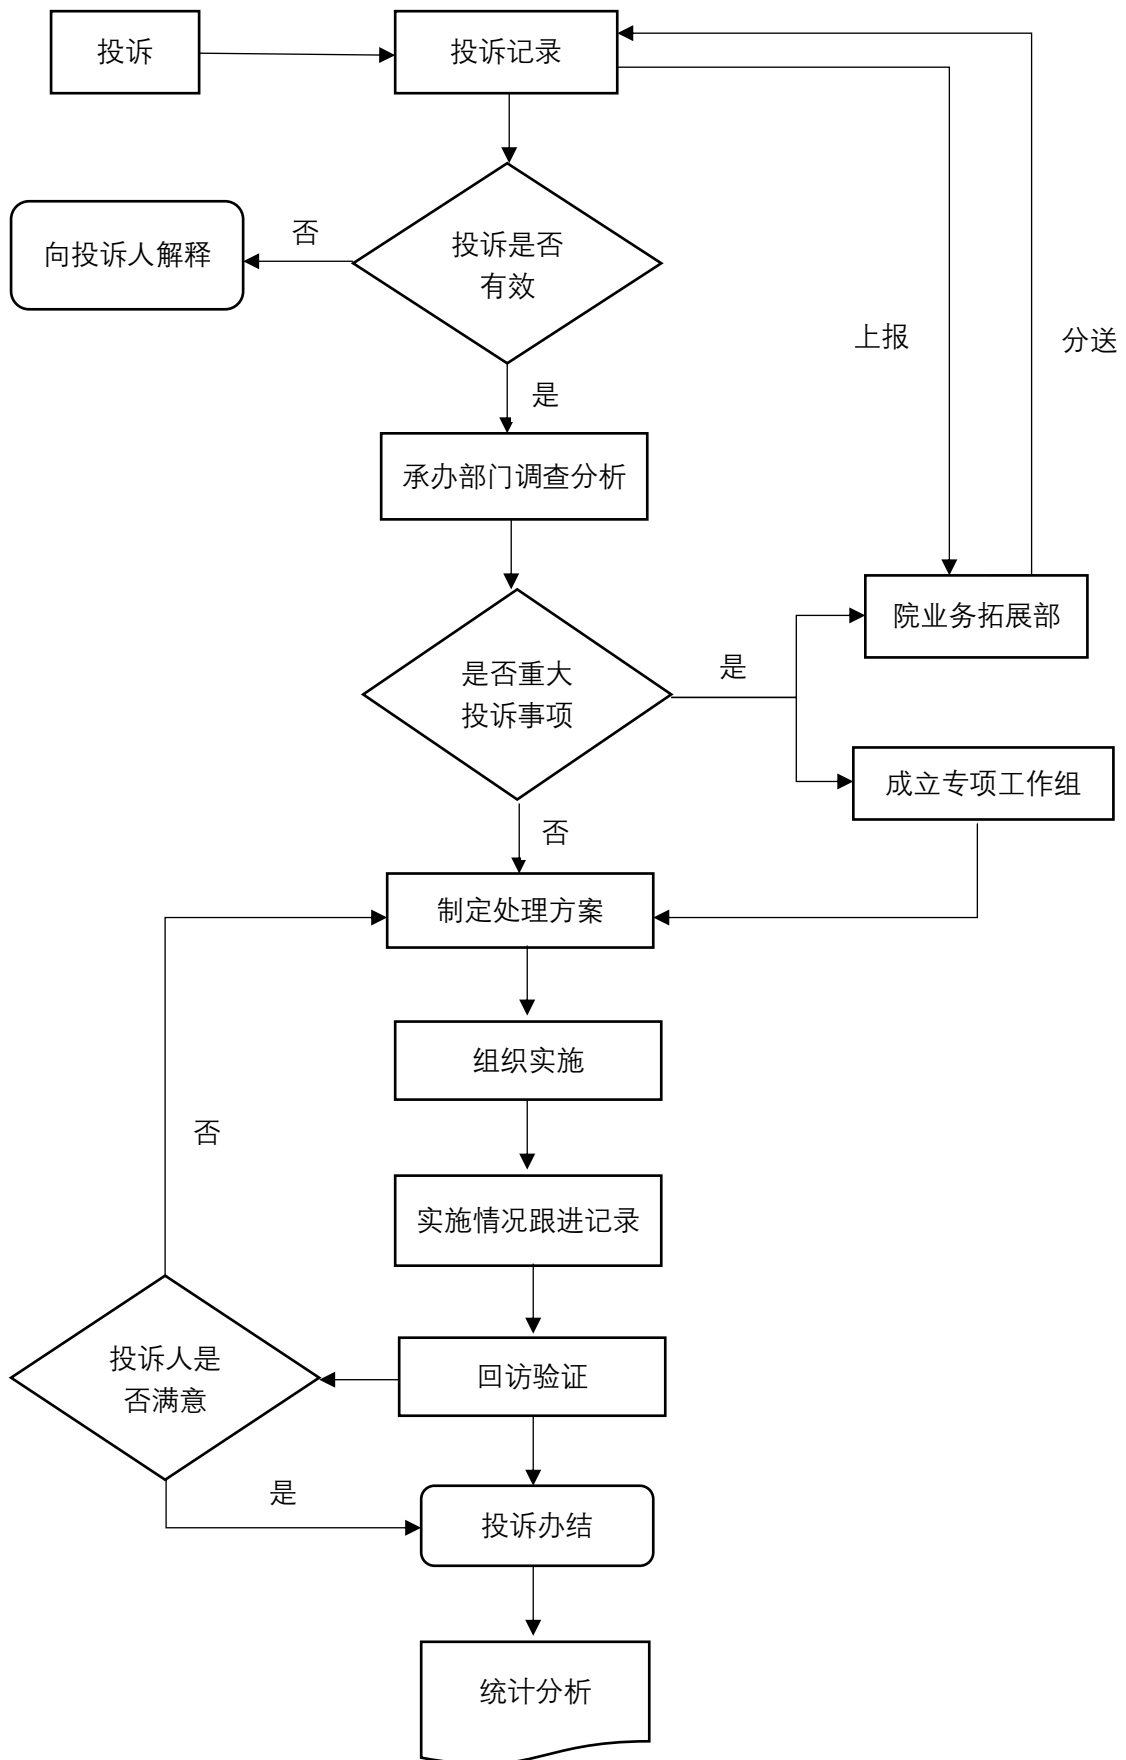 投诉
投诉记录
否
向投诉人解释
投诉是否
有效
上报
分送
是
承办部门调查分析
院业务拓展部
是否重大
投诉事项
是
成立专项工作组
否
制定处理方案
组织实施
否
实施情况跟进记录
投诉人是
否满意
回访验证
是
投诉办结
统计分析